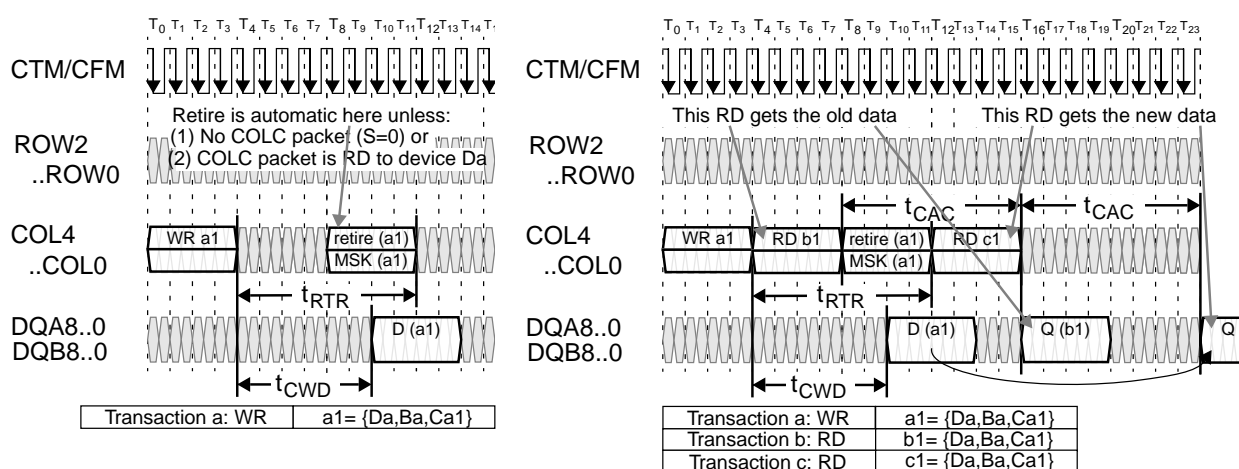 T0 T1 T2 T3 T4 T5 T6 T7 T8 T9 T10 T11 T12 T13 T14 T1
CTM/CFM
Retire is automatic here unless:
(1) No COLC packet (S=0) or
(2) COLC packet is RD to device Da
ROW2
..ROW0
COL4
..COL0
WR a1
retire (a1)
MSK (a1)
tRTR
DQA8..0
DQB8..0
D (a1)
tCWD
Transaction a: WR a1= {Da,Ba,Ca1}
T0 T1 T2 T3 T4 T5 T6 T7 T8 T9 T10 T11 T12 T13 T14 T15 T16 T17 T18 T19 T20 T21 T22 T23
CTM/CFM
This RD gets the old data
This RD gets the new data
ROW2
..ROW0
tCAC
tCAC
COL4
..COL0
WR a1
RD b1
retire (a1)
MSK (a1)
RD c1
tRTR
DQA8..0
DQB8..0
D (a1)
Q (b1)
Q
tCWD
Transaction a: WR a1= {Da,Ba,Ca1}
Transaction b: RD b1= {Da,Ba,Ca1}
Transaction c: RD c1= {Da,Ba,Ca1}